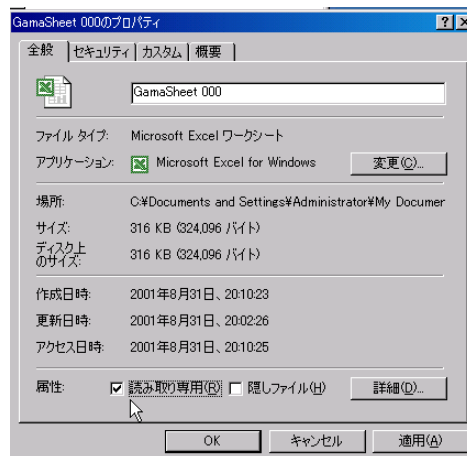 GamaSheet 000のプロパティ
全般 セキュリティ カスタム 概要
GamaSheet 000
ファイル タイプ: Microsoft Excel ワークシート
アプリケーション: Microsoft Excel for Windows 変更(C)...
場所: C:¥Documents and Settings¥Administrator¥My Documer
サイズ: 316 KB (324,096 バイト)
ディスク上
のサイズ: 316 KB (324,096 バイト)
作成日時: 2001年8月31日、20:10:23
更新日時: 2001年8月31日、20:02:26
アクセス日時: 2001年8月31日、20:10:25
属性: 読み取り専用(R) 隠しファイル(H) 詳細(D)...
OK キャンセル 適用(A)